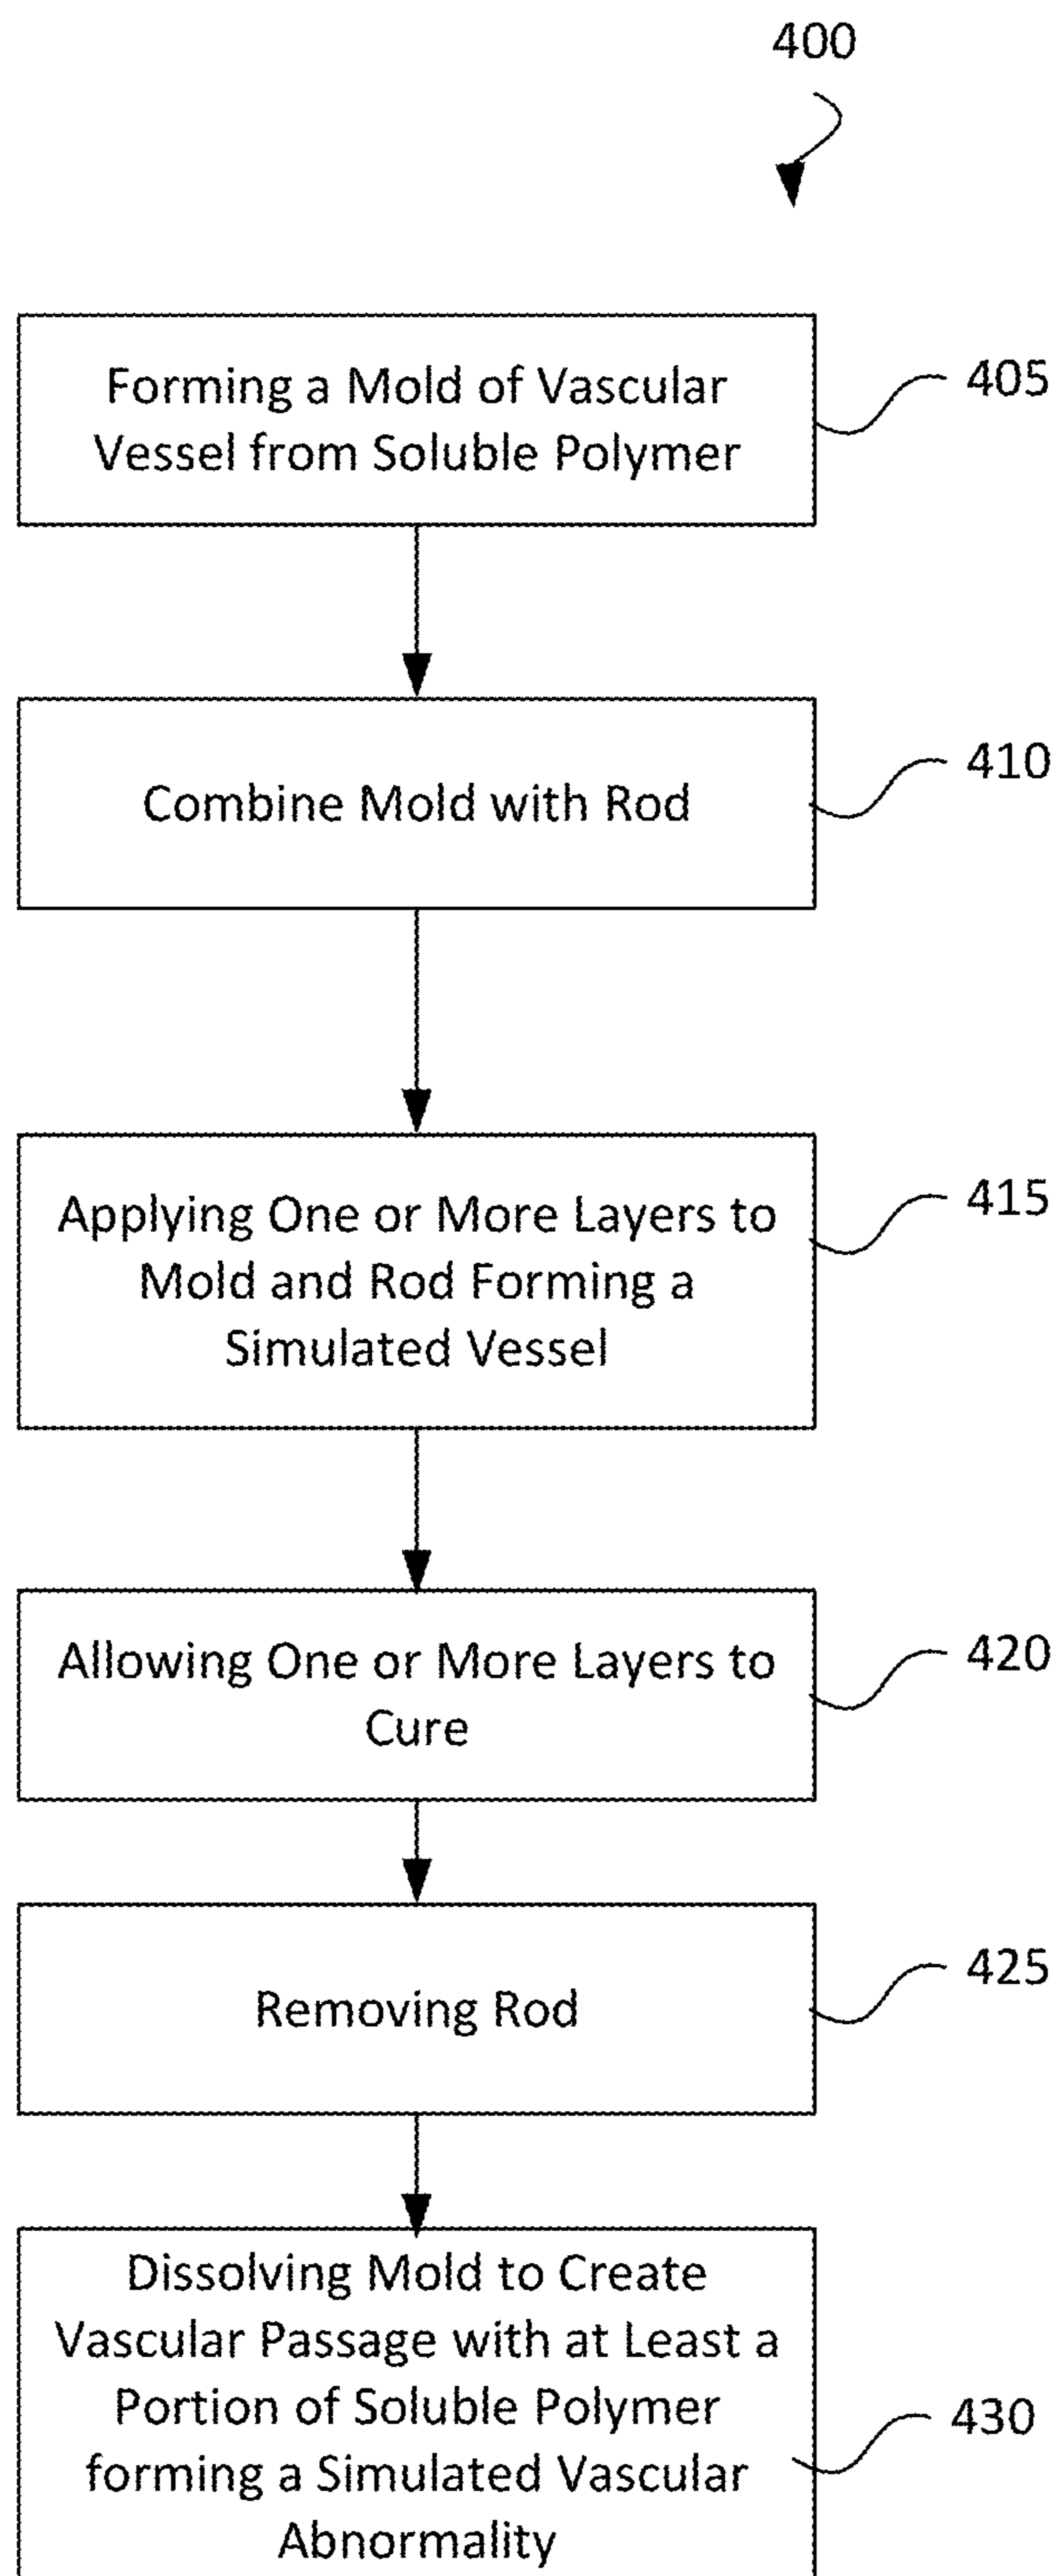 400
Forming a Mold of Vascular
Vessel from Soluble Polymer
405
Combine Mold with Rod
410
Applying One or More Layers to
Mold and Rod Forming a
Simulated Vessel
415
Allowing One or More Layers to
Cure
420
Removing Rod
425
Dissolving Mold to Create
Vascular Passage with at Least a
Portion of Soluble Polymer
forming a Simulated Vascular
Abnormality
430